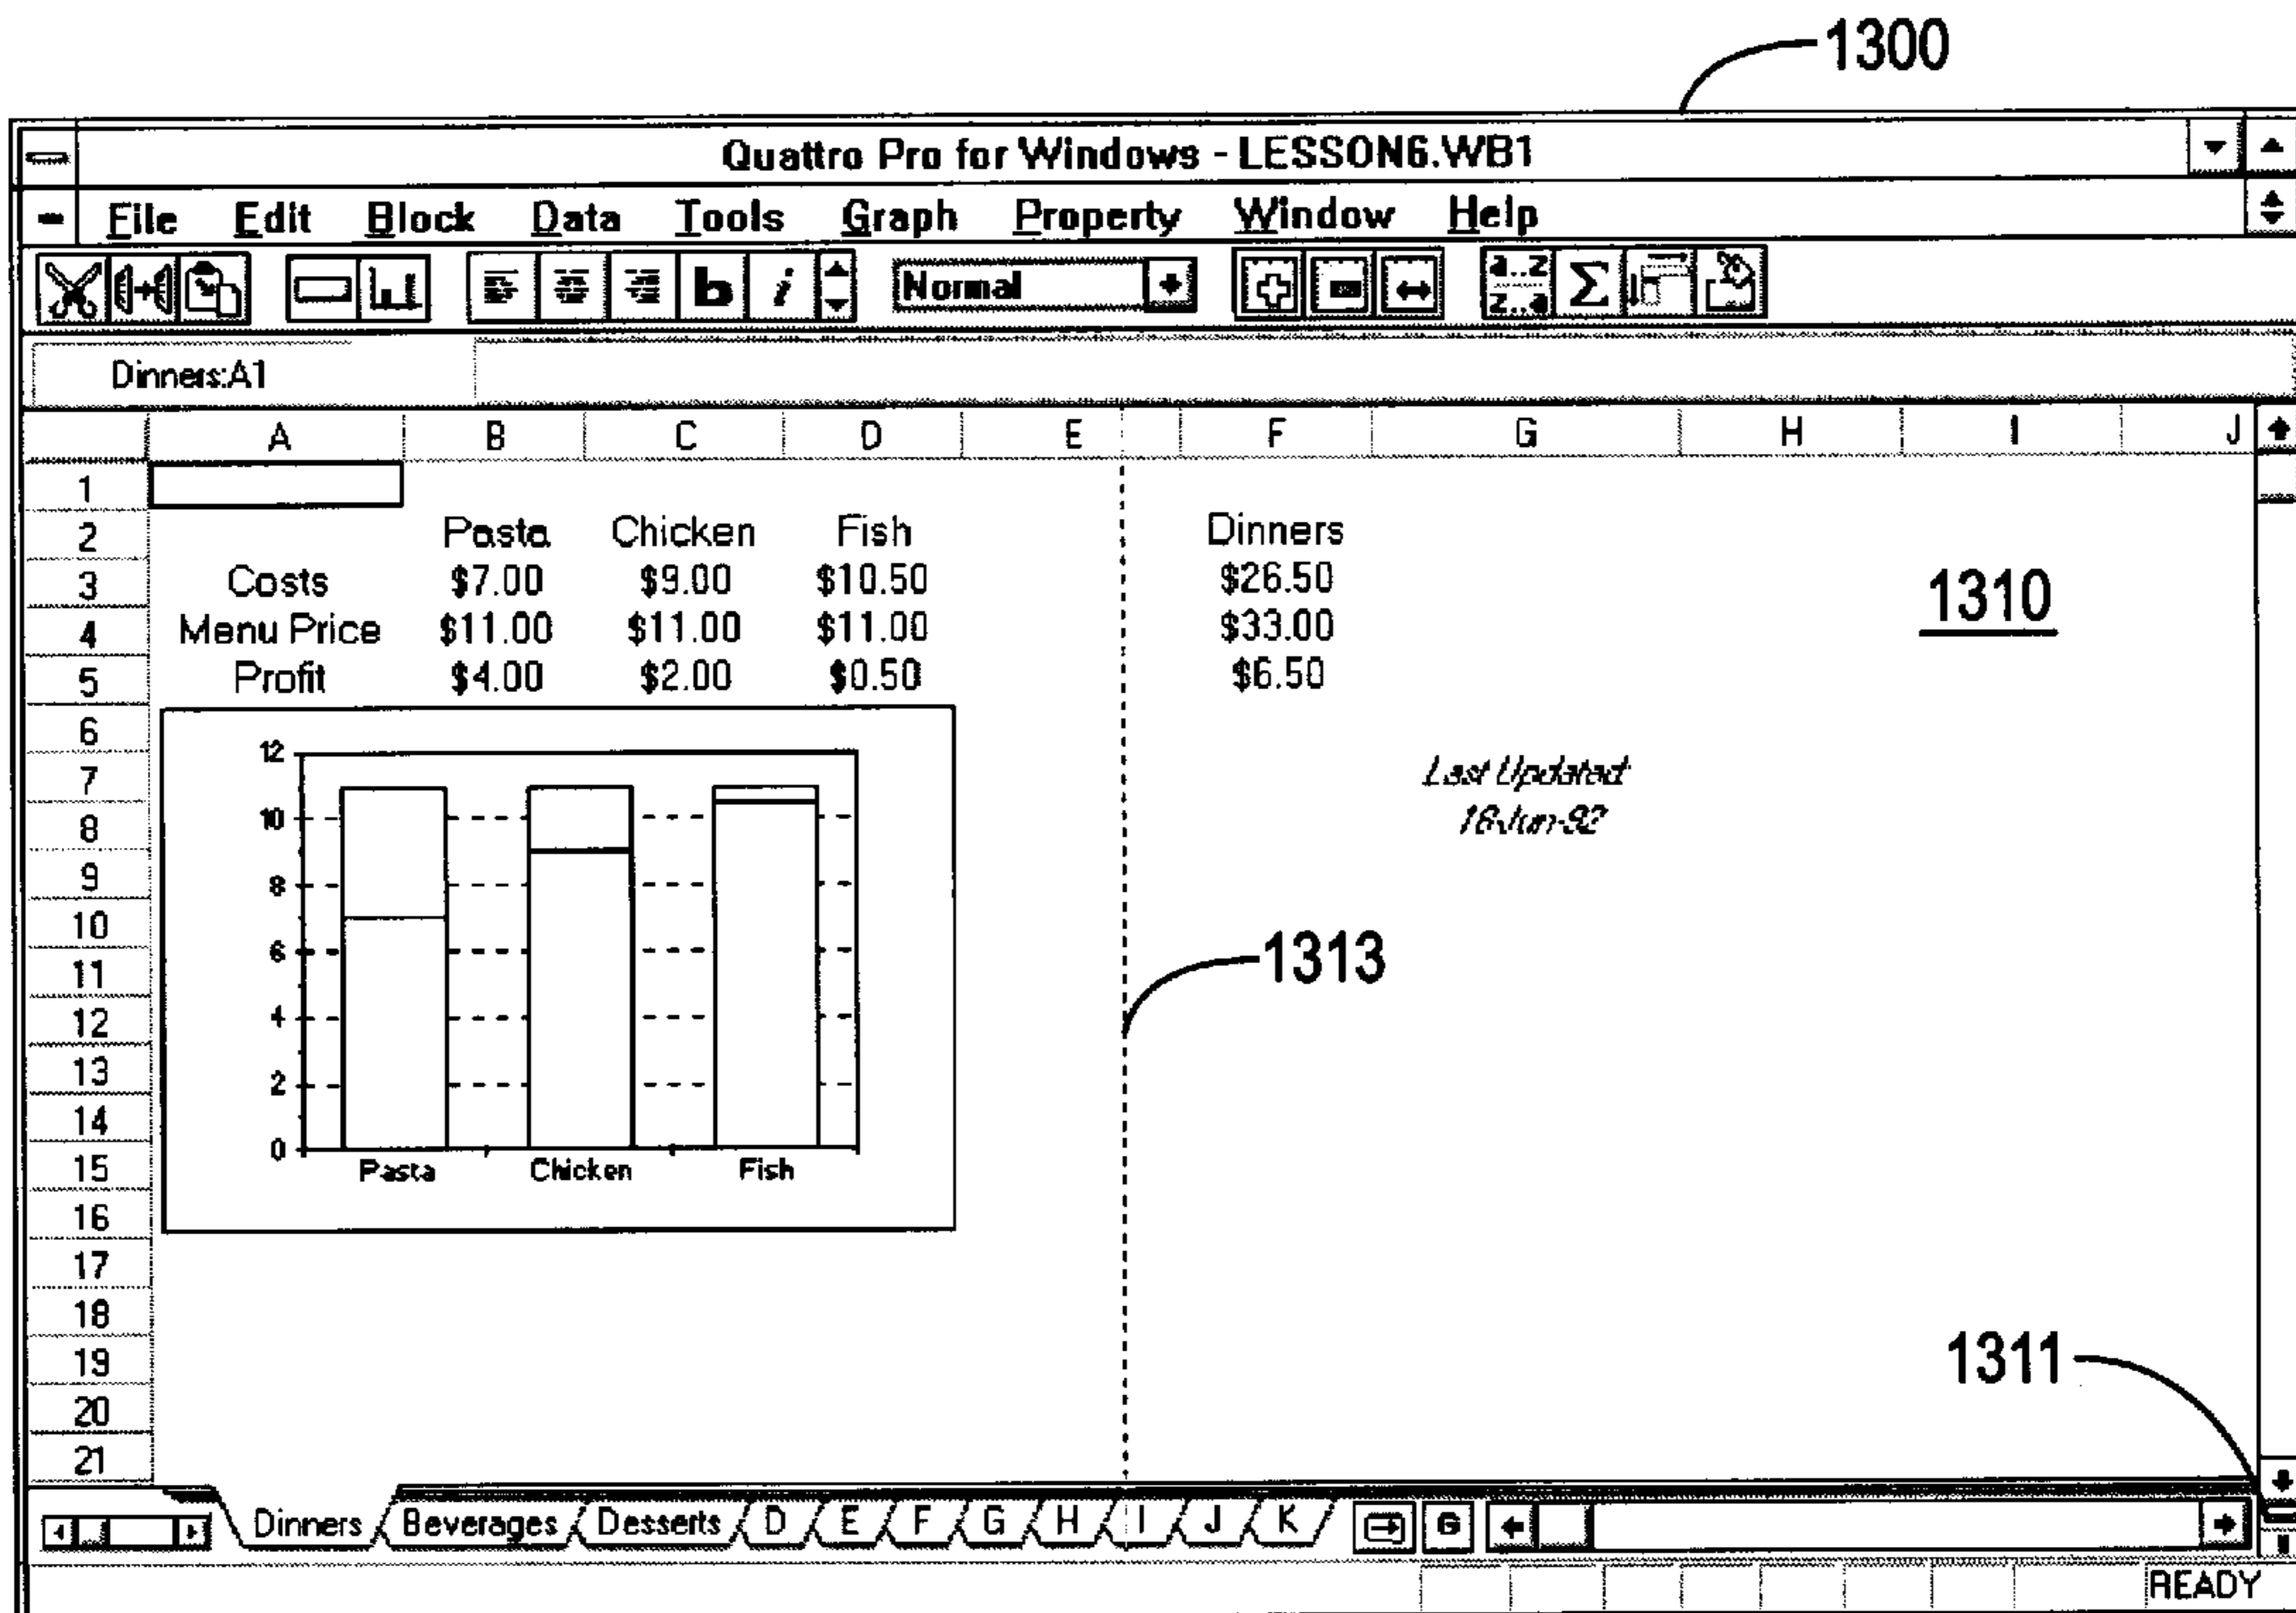 1300
Quattro Pro for Windows - LESSON6.WB1
File Edit Block Data Tools Graph Property Window Help
b i Normal a..z z..a Σ
Dinners:A1
A B C D E F G H I J
1
2 Pasta Chicken Fish Dinners
3 Costs $7.00 $9.00 $10.50 $26.50
1310
4 Menu Price $11.00 $11.00 $11.00 $33.00
5 Profit $4.00 $2.00 $0.50 $6.50
6
7 Last Updated:
8 18-Jun-92
9
10
11
12
13
14
15
16
17
18
19
20
21
12
10
8
6
4
2
0
Pasta Chicken Fish
1313
1311
Dinners Beverages Desserts D E F G H I J K G
READY